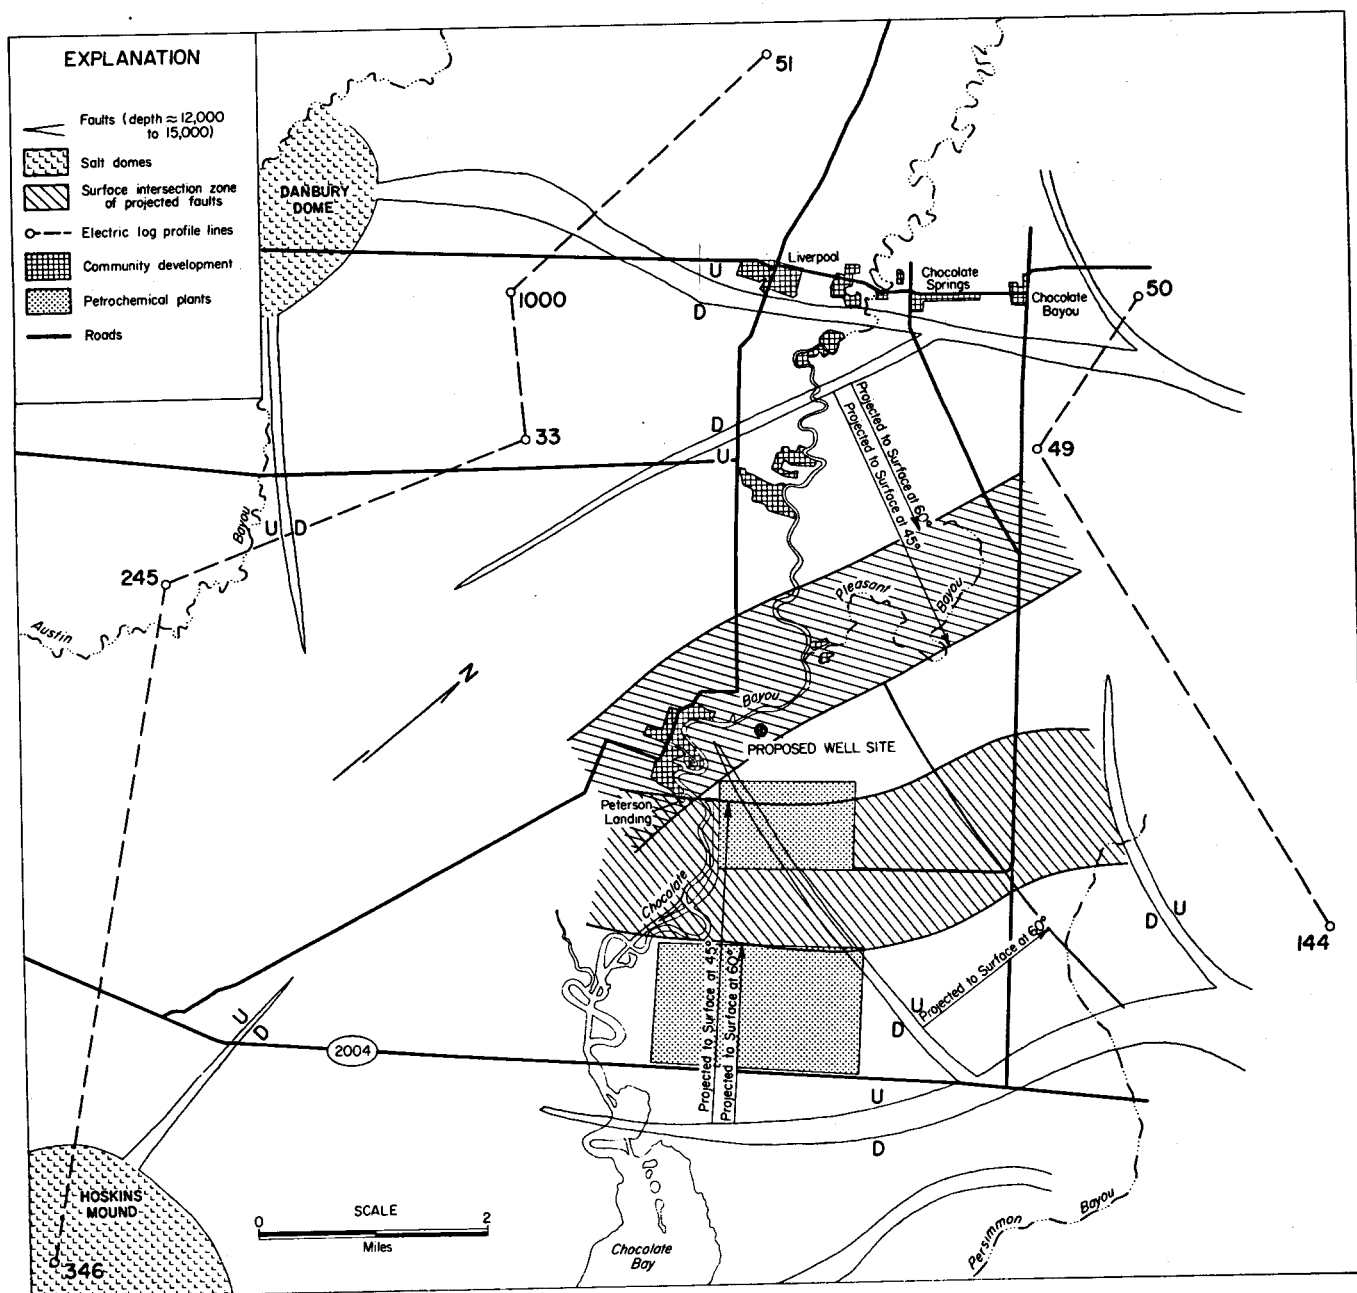 EXPLANATION
Faults (depth ≈ 12,000
to 15,000)
Salt domes
Surface intersection zone
of projected faults
Electric log profile lines
Community development
Petrochemical plants
Roads
51
DANBURY
DOME
1000
U
D
Liverpool
Chocolate
Springs
Chocolate
Bayou
50
33
D
U
49
Projected to Surface at 60°
Projected to Surface at 45°
U D
Bayou
245
Austin
Pleasant
Bayou
N
Bayou
PROPOSED WELL SITE
Peterson
Landing
Chocolate
D U
144
Projected to Surface at 45°
Projected to Surface at 60°
U
D
Projected to Surface at 60°
U
D
2004
U
D
HOSKINS
MOUND
346
0 SCALE 2
Miles
Chocolate
Bay
Persimmon
Bayou